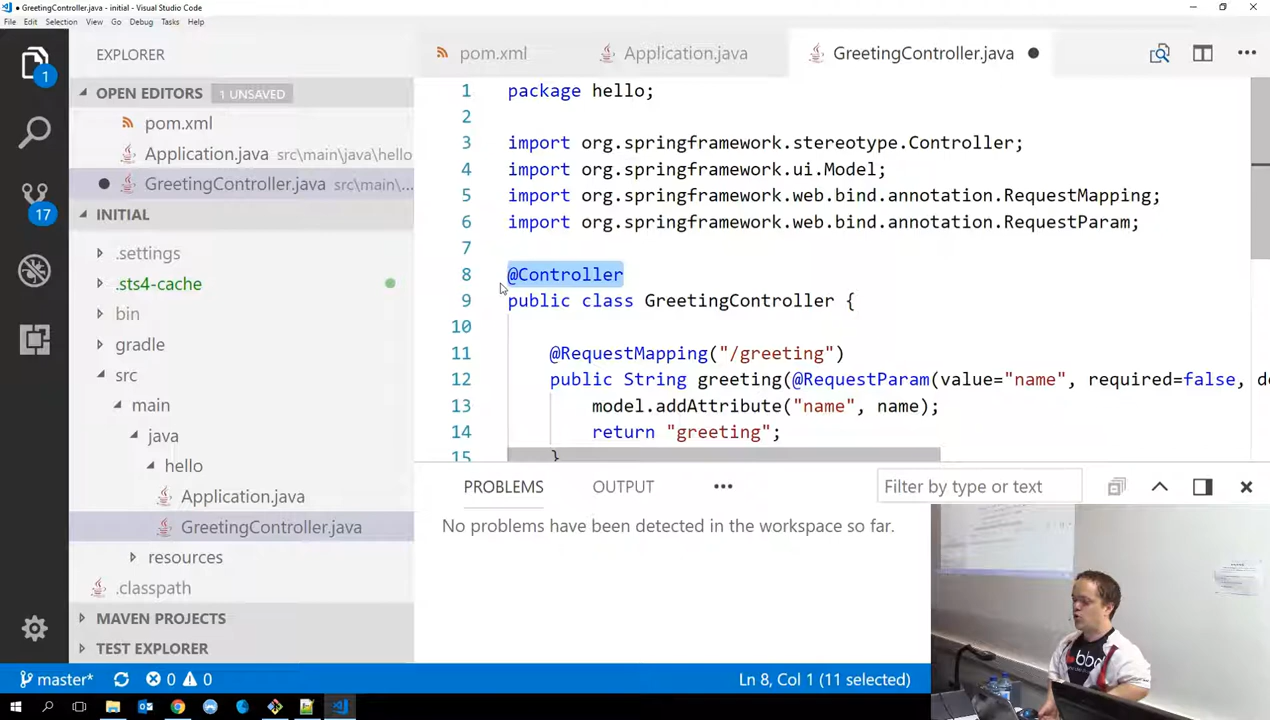 GreetingController.java - initial - Visual Studio Code
File Edit Selection View Go Debug Tasks Help
EXPLORER
OPEN EDITORS 1 UNSAVED
pom.xml
Application.java src\main\java\hello
GreetingController.java src\main\...
INITIAL
.settings
.sts4-cache
bin
gradle
src
main
java
hello
Application.java
GreetingController.java
resources
.classpath
MAVEN PROJECTS
TEST EXPLORER
1
17
pom.xml Application.java GreetingController.java
1 package hello;
2
3 import org.springframework.stereotype.Controller;
4 import org.springframework.ui.Model;
5 import org.springframework.web.bind.annotation.RequestMapping;
6 import org.springframework.web.bind.annotation.RequestParam;
7
8 @Controller
9 public class GreetingController {
10
11 @RequestMapping("/greeting")
12 public String greeting(@RequestParam(value="name", required=false, de
13 model.addAttribute("name", name);
14 return "greeting";
15 }
PROBLEMS OUTPUT ••• Filter by type or text
No problems have been detected in the workspace so far.
master* 0 0 Ln 8, Col 1 (11 selected)
bbd